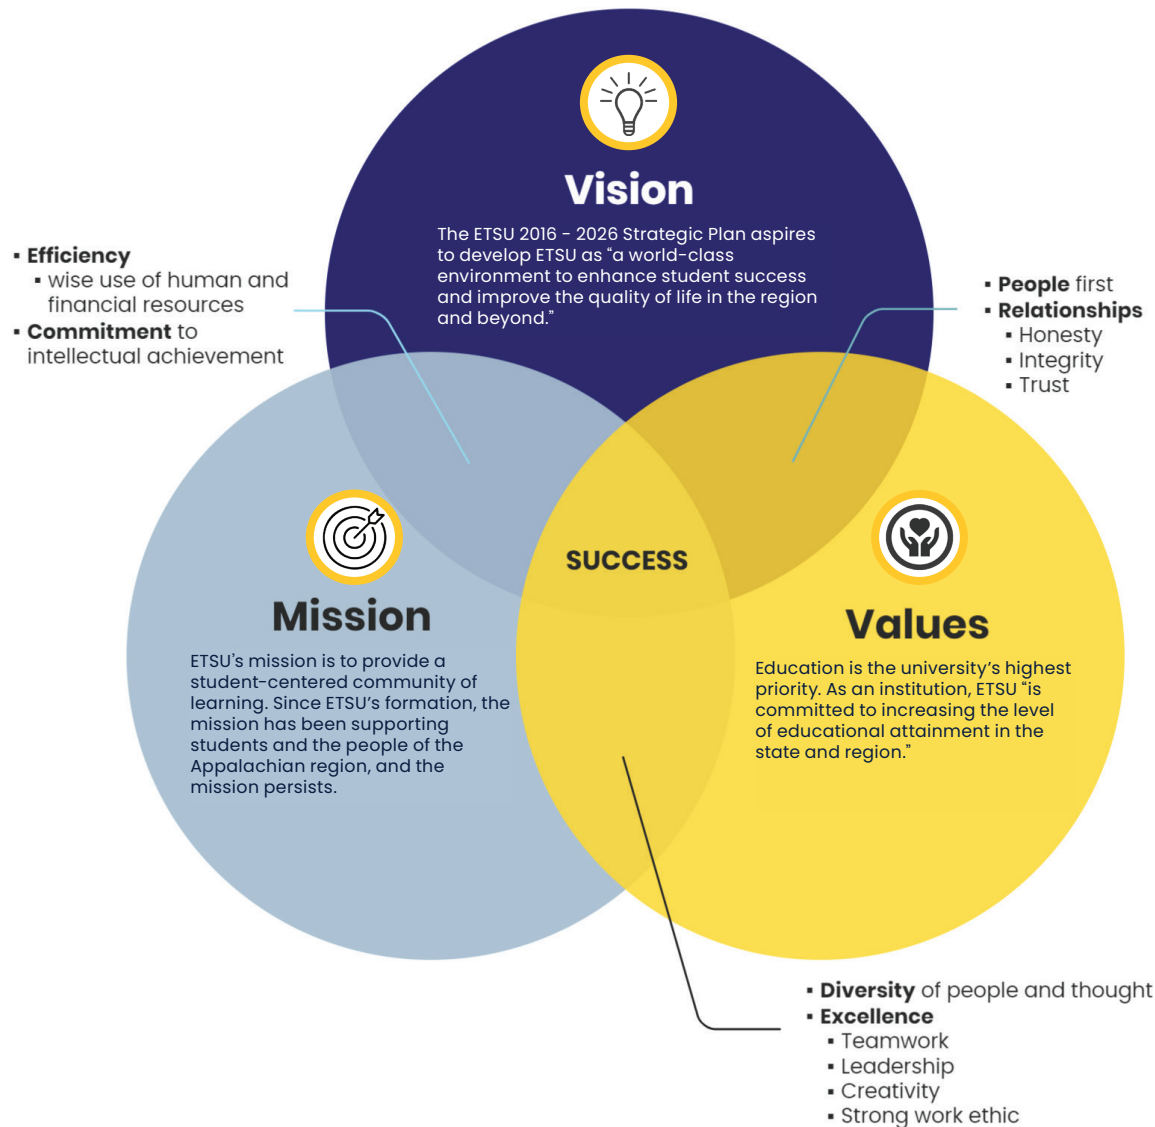 Vision
The ETSU 2016 - 2026 Strategic Plan aspires
to develop ETSU as “a world-class
environment to enhance student success
and improve the quality of life in the region
and beyond.”
▪ Efficiency
▪ wise use of human and
financial resources
▪ Commitment to
intellectual achievement
▪ People first
▪ Relationships
▪ Honesty
▪ Integrity
▪ Trust
SUCCESS
Mission
ETSU's mission is to provide a
student-centered community of
learning. Since ETSU’s formation, the
mission has been supporting
students and the people of the
Appalachian region, and the
mission persists.
Values
Education is the university’s highest
priority. As an institution, ETSU “is
committed to increasing the level
of educational attainment in the
state and region.”
▪ Diversity of people and thought
▪ Excellence
▪ Teamwork
▪ Leadership
▪ Creativity
▪ Strong work ethic